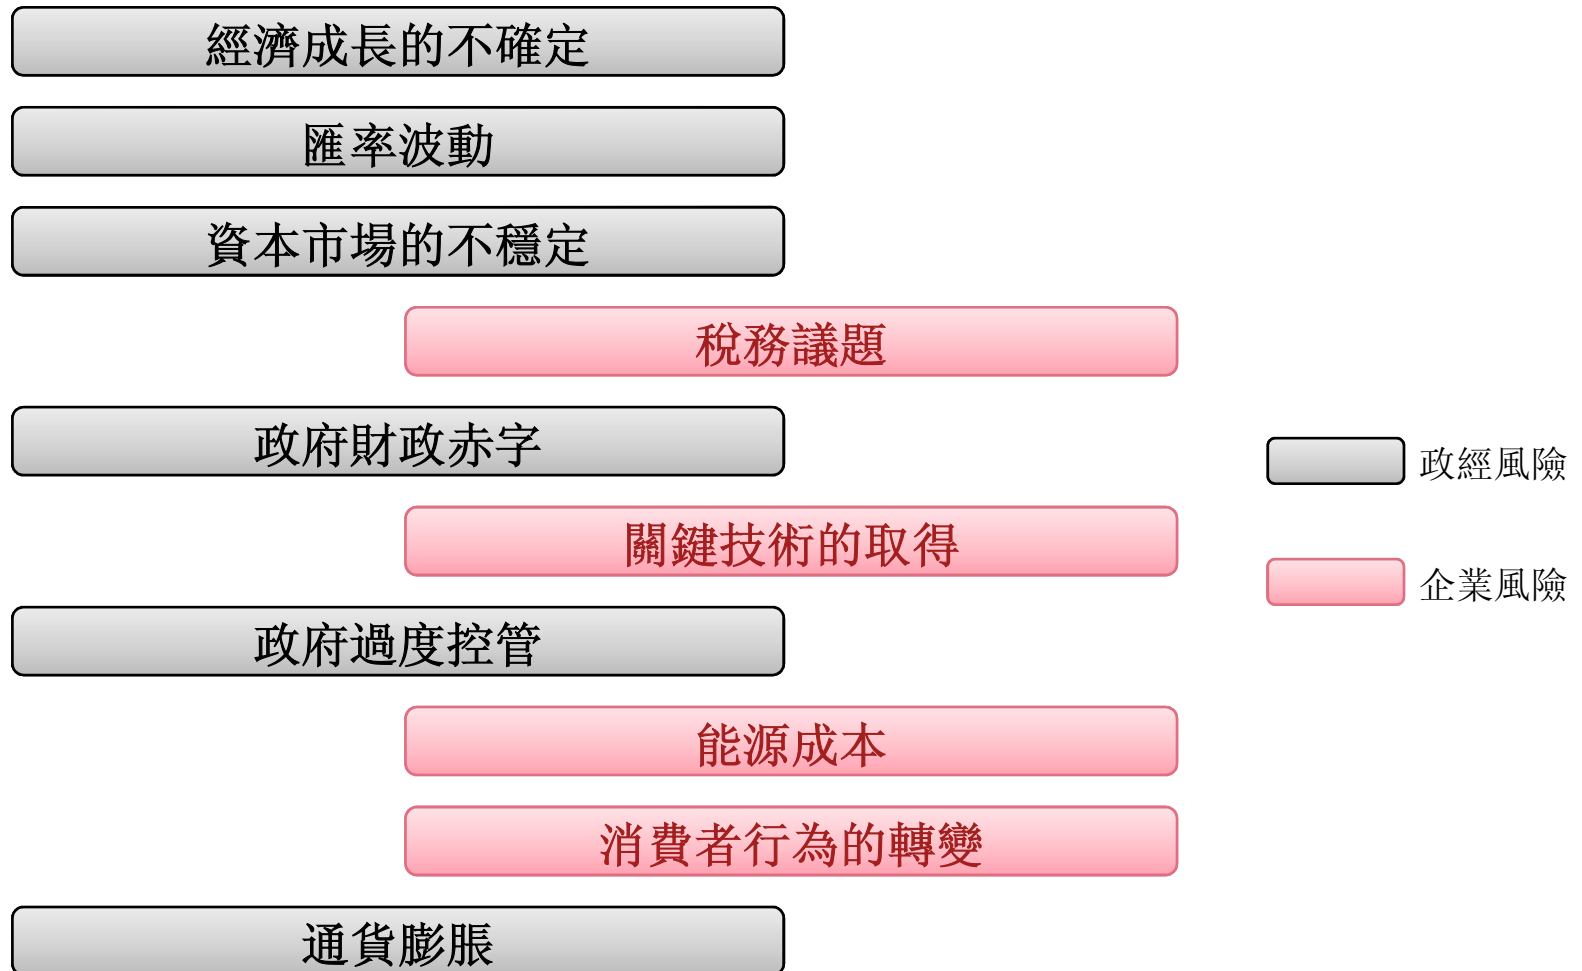 經濟成長的不確定
匯率波動
資本市場的不穩定
稅務議題
政府財政赤字
政經風險
關鍵技術的取得
企業風險
政府過度控管
能源成本
消費者行為的轉變
通貨膨脹